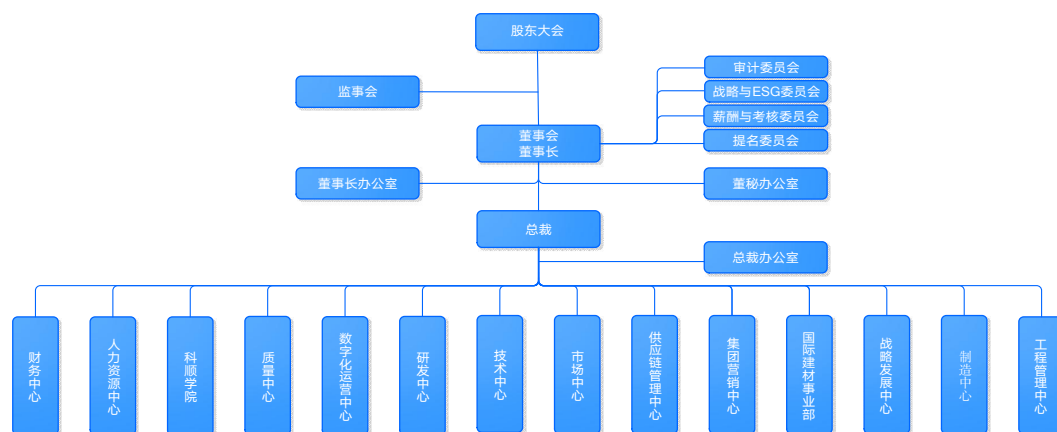 股东大会
监事会
审计委员会
战略与ESG委员会
薪酬与考核委员会
提名委员会
董事会
董事长
董事长办公室
董秘办公室
总裁
总裁办公室
财务中心
人力资源中心
科顺学院
质量中心
数字化运营中心
研发中心
技术中心
市场中心
供应链管理中心
集团营销中心
国际建材事业部
战略发展中心
制造中心
工程管理中心